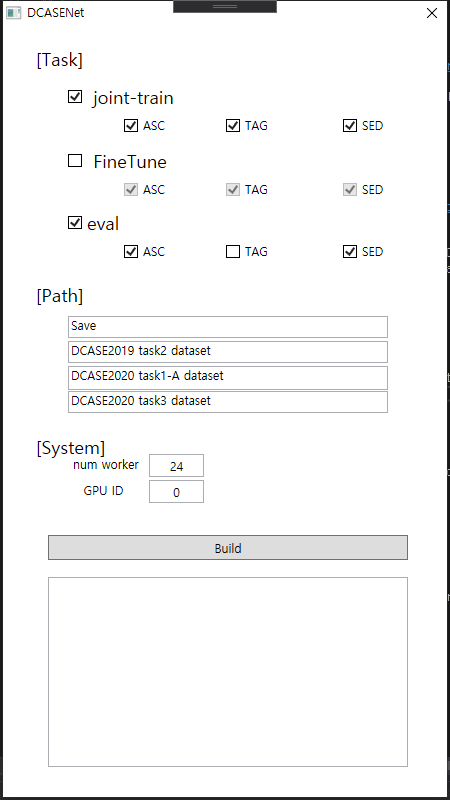 DCASENet
[Task]
joint-train
ASC TAG SED
FineTune
ASC TAG SED
eval
ASC TAG SED
[Path]
Save
DCASE2019 task2 dataset
DCASE2020 task1-A dataset
DCASE2020 task3 dataset
[System]
num worker 24
GPU ID 0
Build